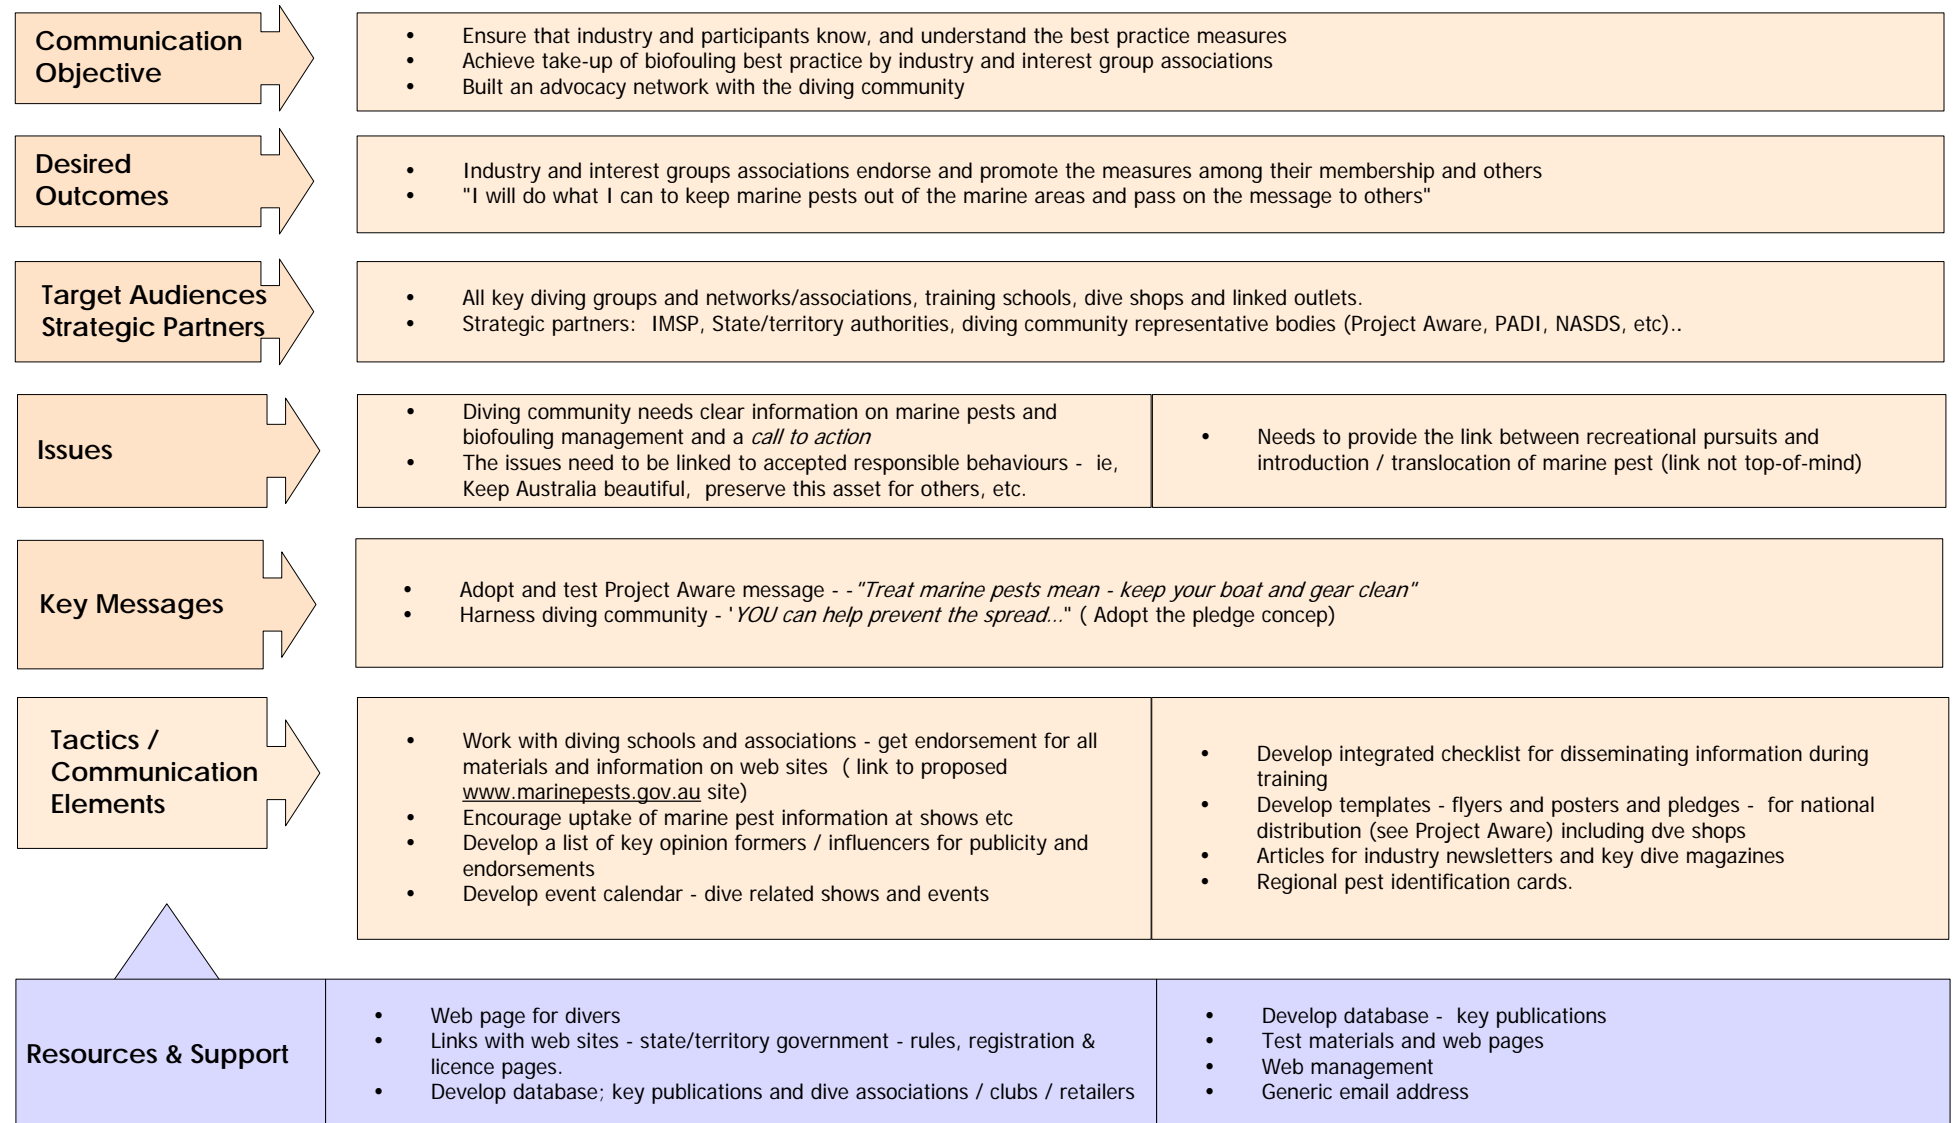 Communication
Objective
• Ensure that industry and participants know, and understand the best practice measures
• Achieve take-up of biofouling best practice by industry and interest group associations
• Built an advocacy network with the diving community
Desired
Outcomes
• Industry and interest groups associations endorse and promote the measures among their membership and others
• "I will do what I can to keep marine pests out of the marine areas and pass on the message to others"
Target Audiences
Strategic Partners
• All key diving groups and networks/associations, training schools, dive shops and linked outlets.
• Strategic partners: IMSP, State/territory authorities, diving community representative bodies (Project Aware, PADI, NASDS, etc)..
Issues
• Diving community needs clear information on marine pests and
biofouling management and a call to action
• The issues need to be linked to accepted responsible behaviours - ie,
Keep Australia beautiful, preserve this asset for others, etc.
• Needs to provide the link between recreational pursuits and
introduction / translocation of marine pest (link not top-of-mind)
Key Messages
• Adopt and test Project Aware message - -"Treat marine pests mean - keep your boat and gear clean"
• Harness diving community - 'YOU can help prevent the spread..." ( Adopt the pledge concep)
Tactics /
Communication
Elements
• Work with diving schools and associations - get endorsement for all
materials and information on web sites ( link to proposed
www.marinepests.gov.au site)
• Encourage uptake of marine pest information at shows etc
• Develop a list of key opinion formers / influencers for publicity and
endorsements
• Develop event calendar - dive related shows and events
• Develop integrated checklist for disseminating information during
training
• Develop templates - flyers and posters and pledges - for national
distribution (see Project Aware) including dve shops
• Articles for industry newsletters and key dive magazines
• Regional pest identification cards.
Resources & Support
• Web page for divers
• Links with web sites - state/territory government - rules, registration &
licence pages.
• Develop database; key publications and dive associations / clubs / retailers
• Develop database - key publications
• Test materials and web pages
• Web management
• Generic email address